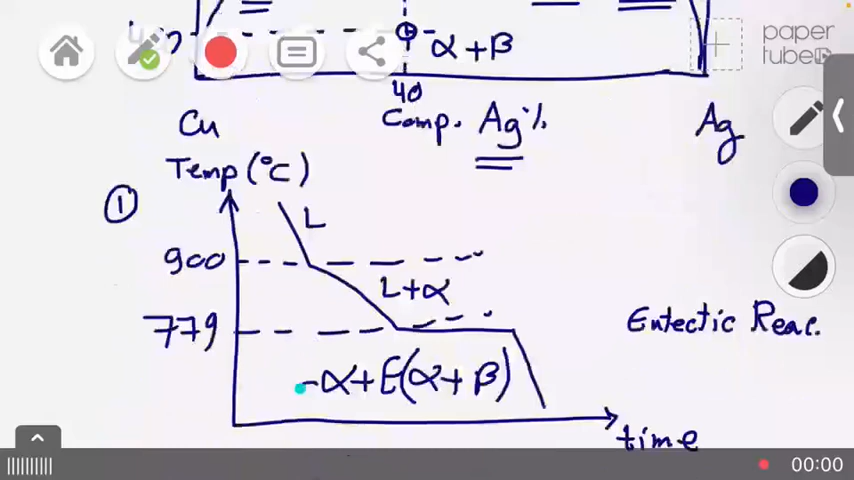 α+β
paper
tube
40
Cu
Comp. Ag%
Ag
Temp (°C)
①
L
900
L+α
779
Eutectic Reac.
α+E(α+β)
time
00:00